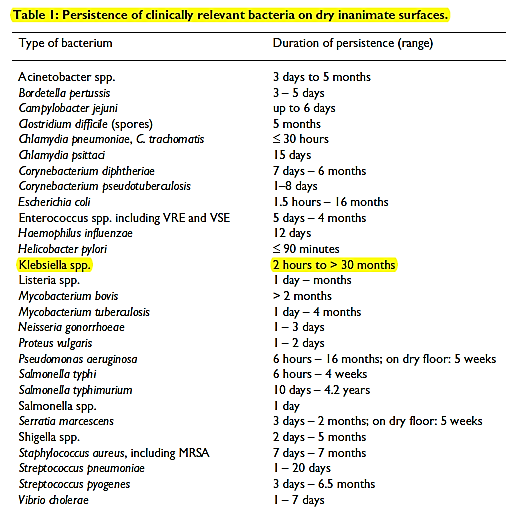 Table 1: Persistence of clinically relevant bacteria on dry inanimate surfaces.
Type of bacterium Duration of persistence (range)
Acinetobacter spp. 3 days to 5 months
Bordetella pertussis 3 – 5 days
Campylobacter jejuni up to 6 days
Clostridium difficile (spores) 5 months
Chlamydia pneumoniae, C. trachomatis ≤ 30 hours
Chlamydia psittaci 15 days
Corynebacterium diphtheriae 7 days – 6 months
Corynebacterium pseudotuberculosis 1–8 days
Escherichia coli 1.5 hours – 16 months
Enterococcus spp. including VRE and VSE 5 days – 4 months
Haemophilus influenzae 12 days
Helicobacter pylori ≤ 90 minutes
Klebsiella spp. 2 hours to > 30 months
Listeria spp. 1 day – months
Mycobacterium bovis > 2 months
Mycobacterium tuberculosis 1 day – 4 months
Neisseria gonorrhoeae 1 – 3 days
Proteus vulgaris 1 – 2 days
Pseudomonas aeruginosa 6 hours – 16 months; on dry floor: 5 weeks
Salmonella typhi 6 hours – 4 weeks
Salmonella typhimurium 10 days – 4.2 years
Salmonella spp. 1 day
Serratia marcescens 3 days – 2 months; on dry floor: 5 weeks
Shigella spp. 2 days – 5 months
Staphylococcus aureus, including MRSA 7 days – 7 months
Streptococcus pneumoniae 1 – 20 days
Streptococcus pyogenes 3 days – 6.5 months
Vibrio cholerae 1 – 7 days